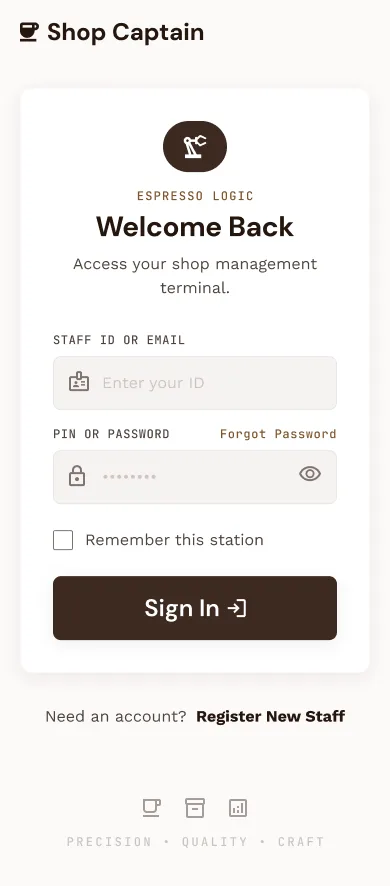 Shop Captain
ESPRESSO LOGIC
Welcome Back
Access your shop management
terminal.
STAFF ID OR EMAIL
Enter your ID
PIN OR PASSWORD Forgot Password
••••••••
Remember this station
Sign In
Need an account? Register New Staff
PRECISION • QUALITY • CRAFT